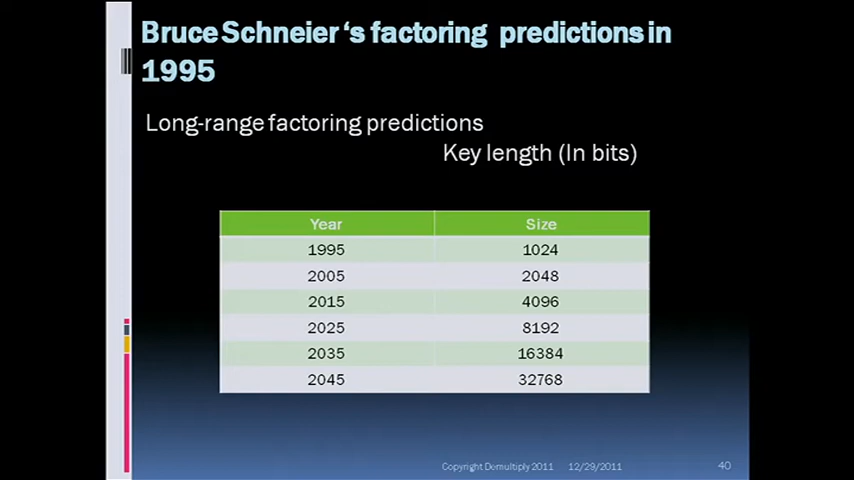 Bruce Schneier ‘s factoring predictions in
1995
Long-range factoring predictions
Key length (In bits)
Year Size
1995 1024
2005 2048
2015 4096
2025 8192
2035 16384
2045 32768
Copyright Demultiply 2011 12/29/2011 40